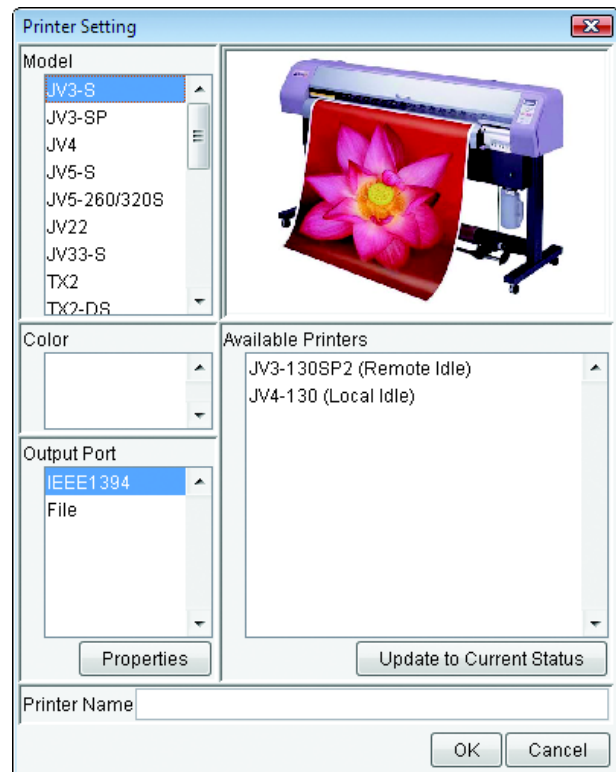 Printer Setting
Model
JV3-S
JV3-SP
JV4
JV5-S
JV5-260/320S
JV22
JV33-S
TX2
TX2-DS
Color
Available Printers
JV3-130SP2 (Remote Idle)
JV4-130 (Local Idle)
Output Port
IEEE1394
File
Properties
Update to Current Status
Printer Name
OK
Cancel